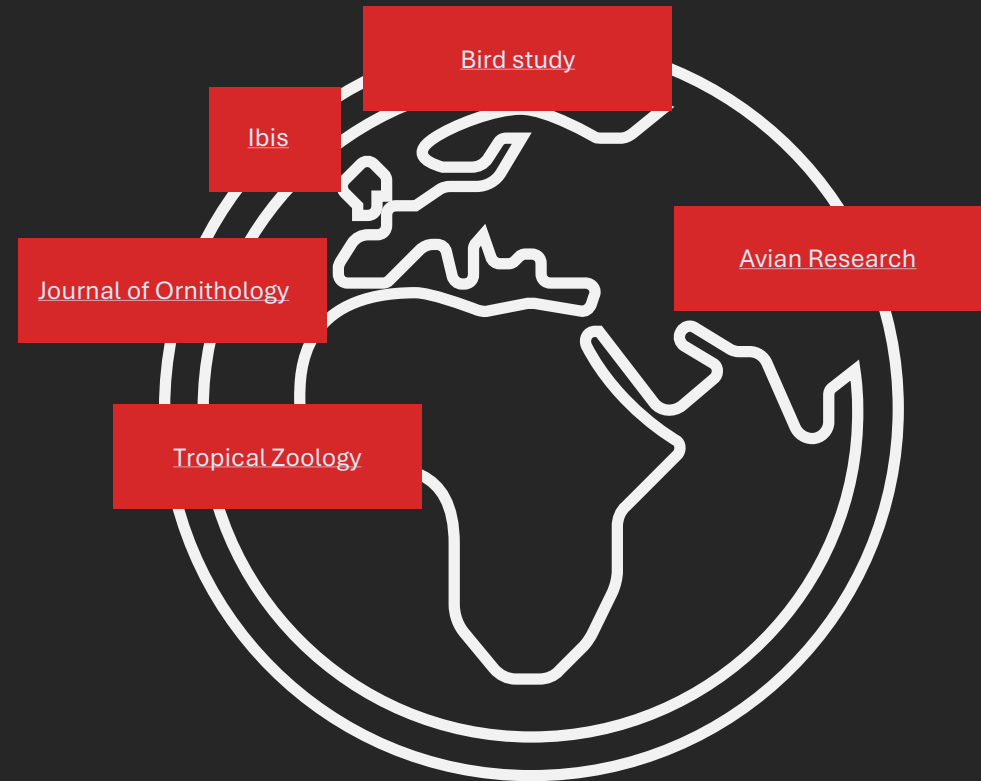 Bird study
Ibis
Avian Research
Journal of Ornithology
Tropical Zoology